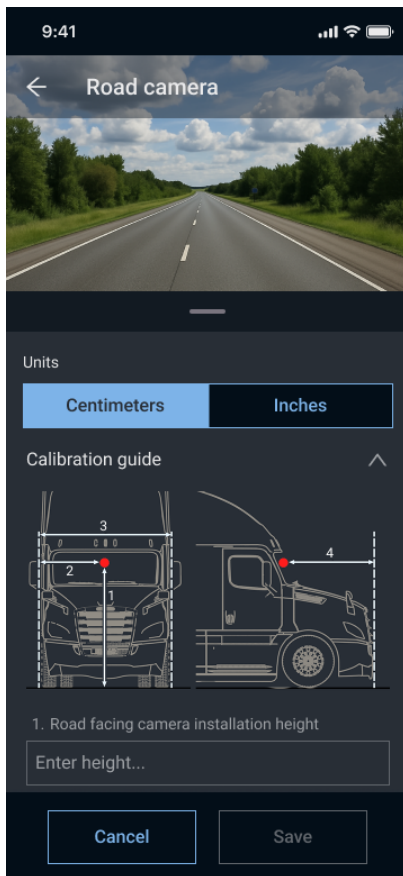 9:41
Road camera
Units
Centimeters Inches
Calibration guide
3
2
1
4
1. Road facing camera installation height
Enter height...
Cancel Save